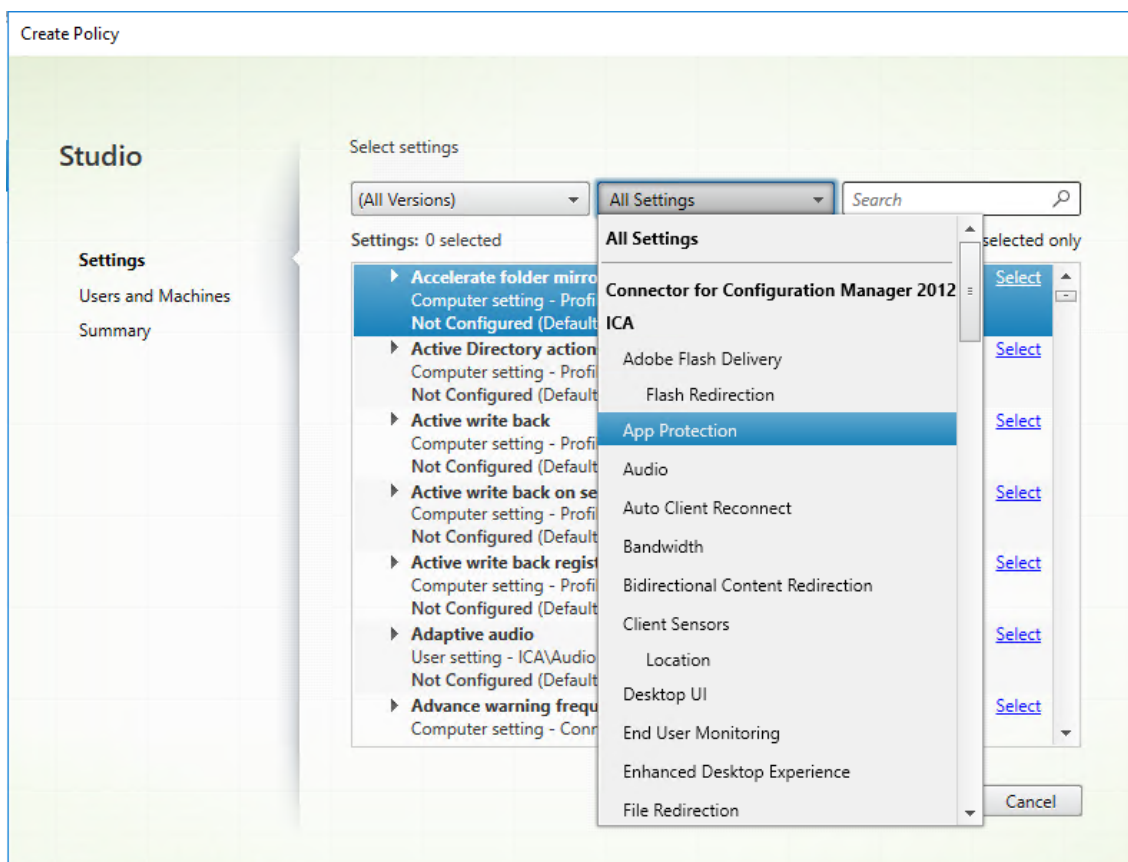 Create Policy
Studio
Settings
Users and Machines
Summary
Select settings
(All Versions)
All Settings
Search
Settings: 0 selected
selected only
Accelerate folder mirro
Computer setting - Profi
Not Configured (Default
Select
Active Directory action
Computer setting - Profi
Not Configured (Default
Select
Active write back
Computer setting - Profi
Not Configured (Default
Select
Active write back on se
Computer setting - Profi
Not Configured (Default
Select
Active write back regist
Computer setting - Profi
Not Configured (Default
Select
Adaptive audio
User setting - ICA\Audio
Not Configured (Default
Select
Advance warning frequ
Computer setting - Conn
Select
All Settings
Connector for Configuration Manager 2012
ICA
Adobe Flash Delivery
Flash Redirection
App Protection
Audio
Auto Client Reconnect
Bandwidth
Bidirectional Content Redirection
Client Sensors
Location
Desktop UI
End User Monitoring
Enhanced Desktop Experience
File Redirection
Cancel